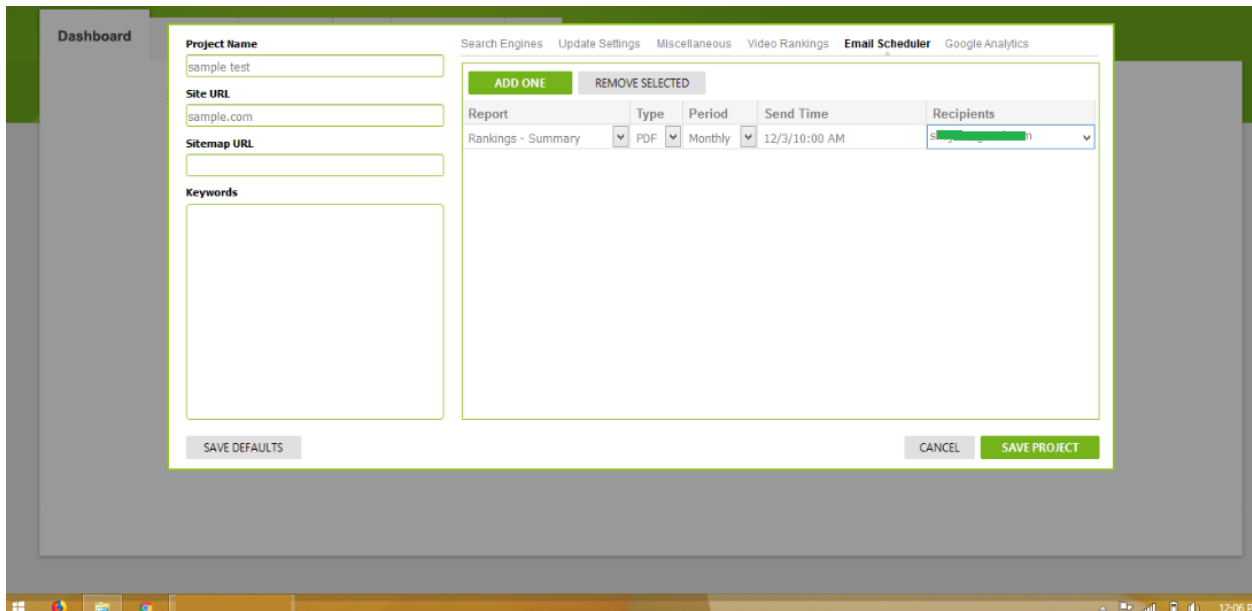 Dashboard
Project Name
sample test
Site URL
sample.com
Sitemap URL
Keywords
SAVE DEFAULTS
Search Engines Update Settings Miscellaneous Video Rankings Email Scheduler Google Analytics
ADD ONE REMOVE SELECTED
Report Type Period Send Time Recipients
Rankings - Summary PDF Monthly 12/3/10:00 AM
CANCEL SAVE PROJECT
12:06